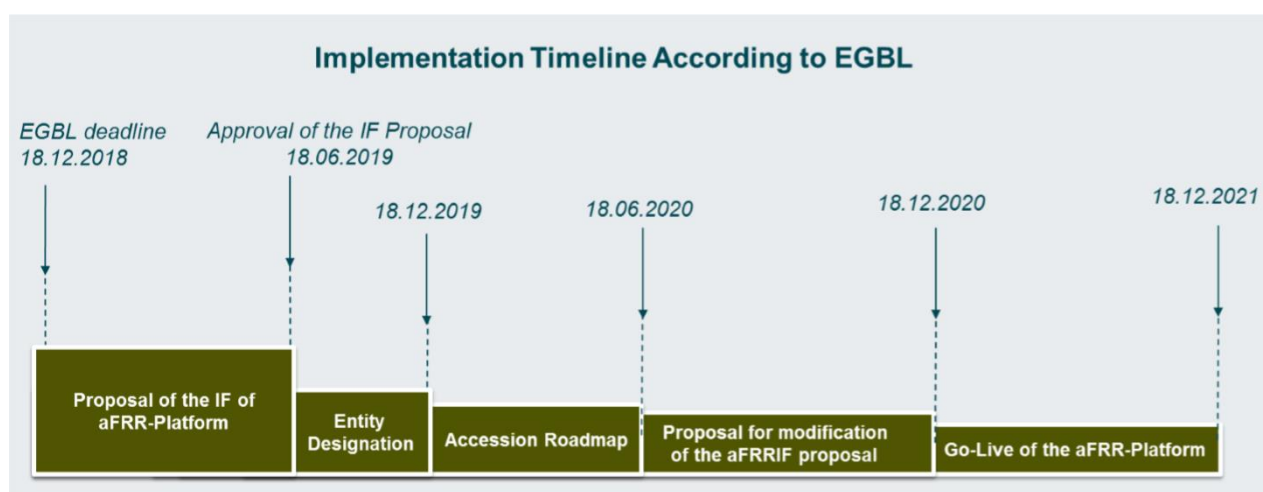 Implementation Timeline According to EGBL
EGBL deadline
18.12.2018
Approval of the IF Proposal
18.06.2019
18.12.2019
18.06.2020
18.12.2020
18.12.2021
Proposal of the IF of
aFRR-Platform
Entity
Designation
Accession Roadmap
Proposal for modification
of the aFRRIF proposal
Go-Live of the aFRR-Platform